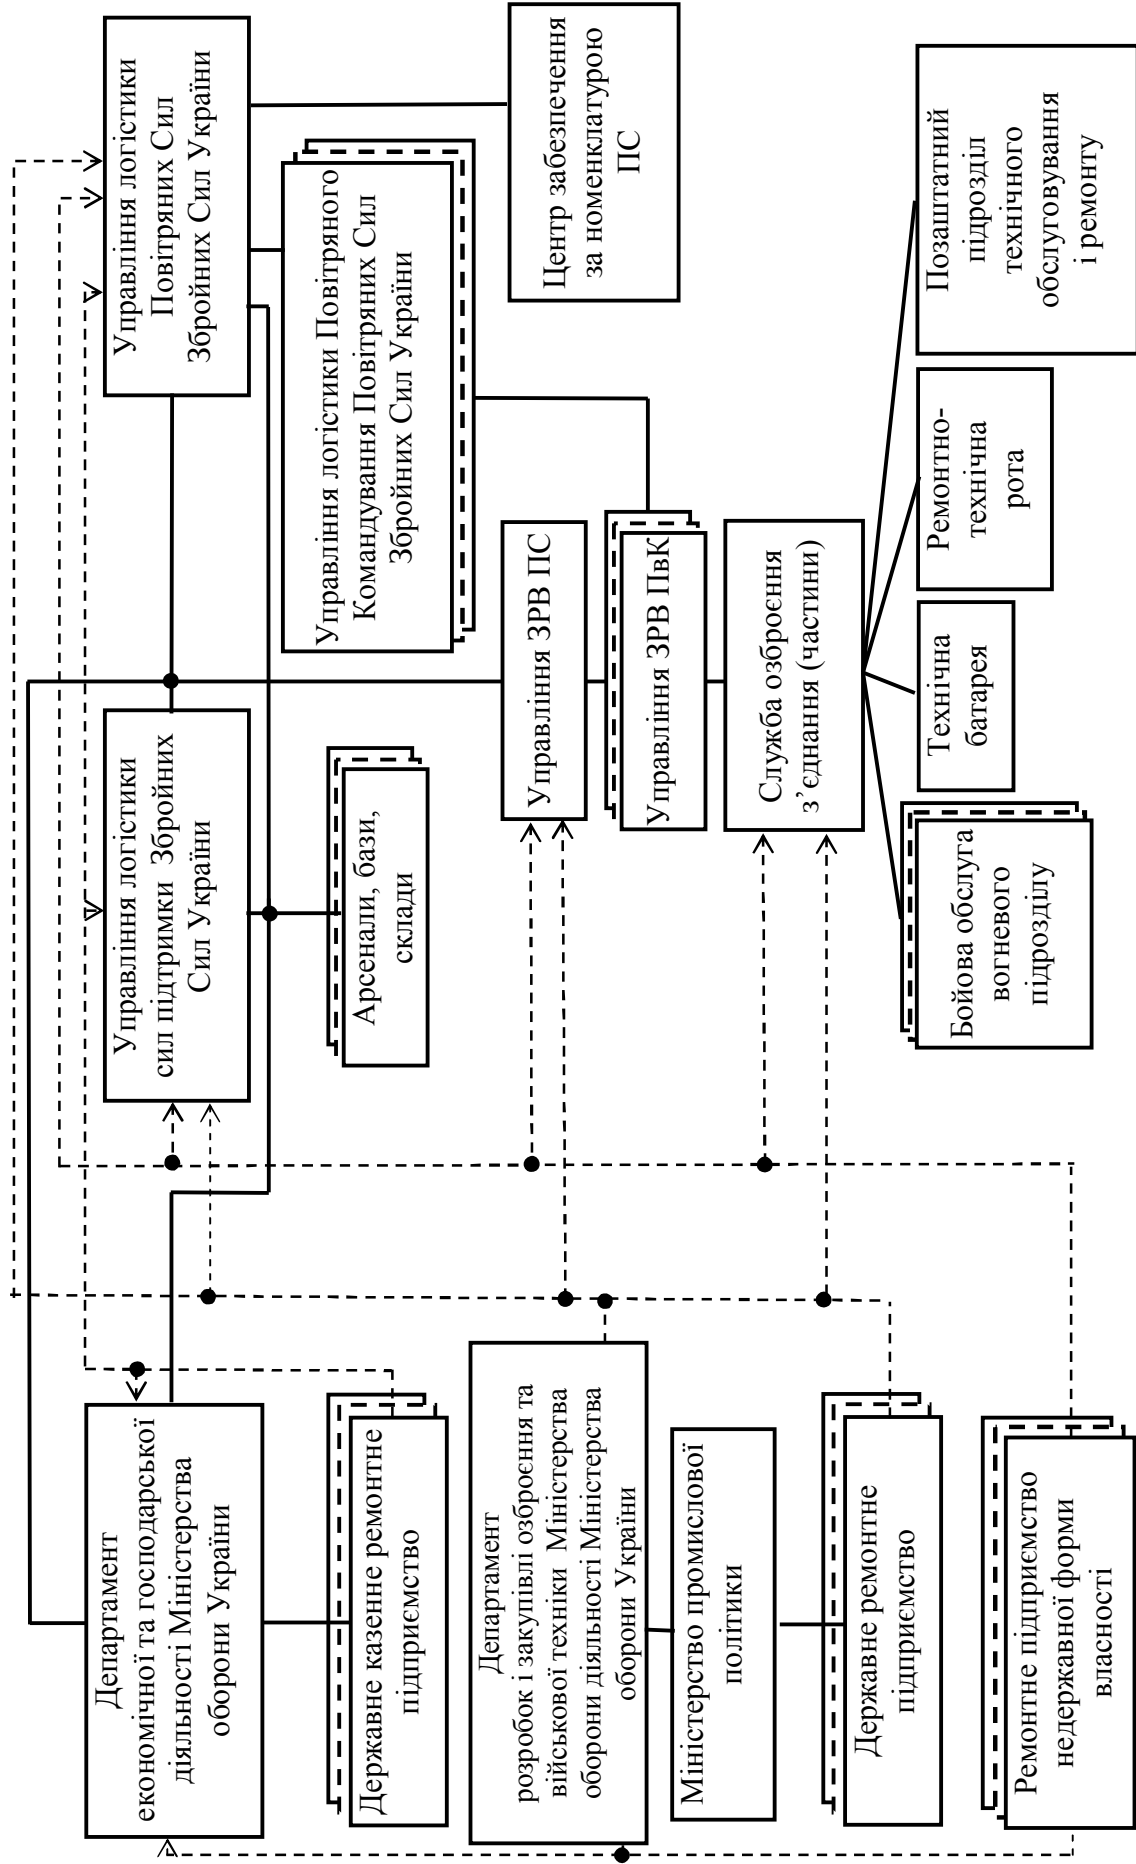 Департамент
економічної та господарської
діяльності Міністерства
оборони України
Державне казенне ремонтне
підприємство
Департамент
розробок і закупівлі озброєння та
військової техніки Міністерства
оборони діяльності Міністерства
оборони України
Міністерство промислової
політики
Державне ремонтне
підприємство
Ремонтне підприємство
недержавної форми
власності
Управління логістики
сил підтримки Збройних
Сил України
Арсенали, бази,
склади
Управління логістики
Повітряних Сил
Збройних Сил України
Управління логістики Повітряного
Командування Повітряних Сил
Збройних Сил України
Центр забезпечення
за номенклатурою
ПС
Управління ЗРВ ПС
Управління ЗРВ ПвК
Служба озброєння
з’єднання (частини)
Бойова обслуга
вогневого
підрозділу
Технічна
батарея
Ремонтно-
технічна
рота
Позаштатний
підрозділ
технічного
обслуговування
і ремонту